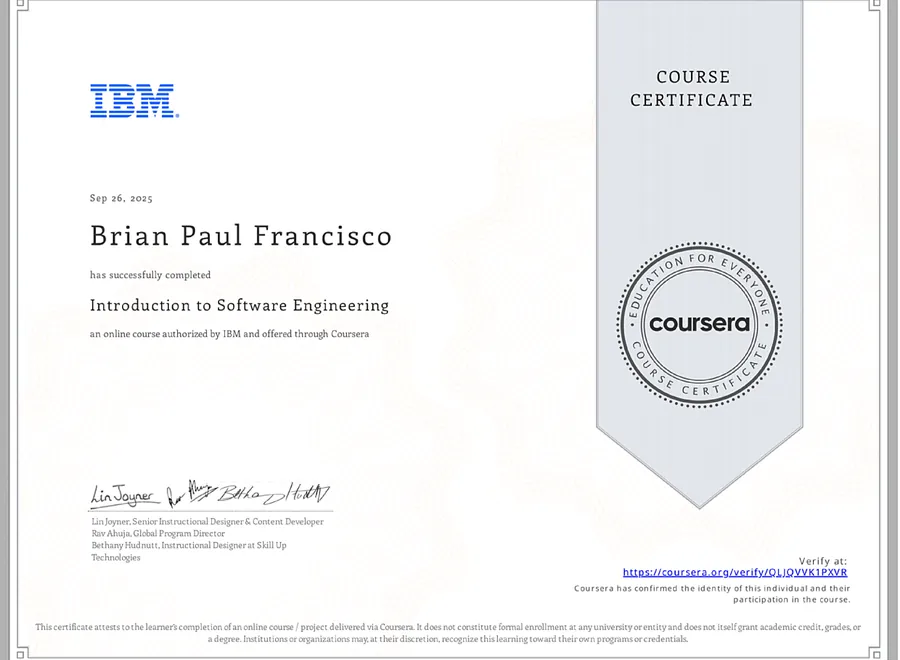 IBM
COURSE
CERTIFICATE
Sep 26, 2025
Brian Paul Francisco
has successfully completed
Introduction to Software Engineering
an online course authorized by IBM and offered through Coursera
EDUCATION FOR EVERYONE
coursera
COURSE CERTIFICATE
Lin Joyner
Lin Joyner, Senior Instructional Designer & Content Developer
Rav Ahuja, Global Program Director
Bethany Hudnutt, Instructional Designer at Skill Up
Technologies
Verify at:
https://coursera.org/verify/QLJQVVK1PXVR
Coursera has confirmed the identity of this individual and their
participation in the course.
This certificate attests to the learner's completion of an online course / project delivered via Coursera. It does not constitute formal enrollment at any university or entity and does not itself grant academic credit, grades, or
a degree. Institutions or organizations may, at their discretion, recognize this learning toward their own programs or credentials.